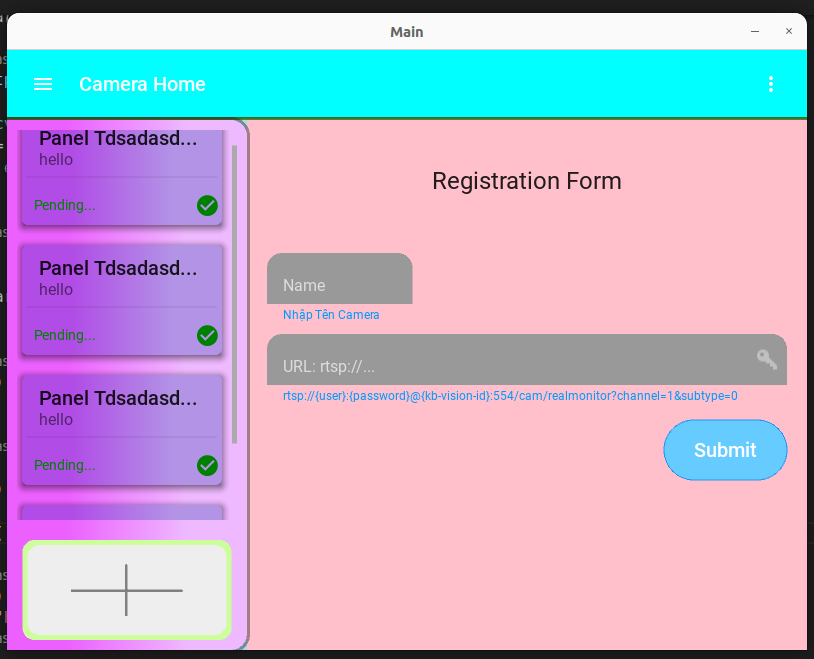 Main
Camera Home
Panel Tdsadasd...
hello
Pending...
Panel Tdsadasd...
hello
Pending...
Panel Tdsadasd...
hello
Pending...
Registration Form
Name
Nhập Tên Camera
URL: rtsp://...
rtsp://{user}:{password}@{kb-vision-id}:554/cam/realmonitor?channel=1&subtype=0
Submit